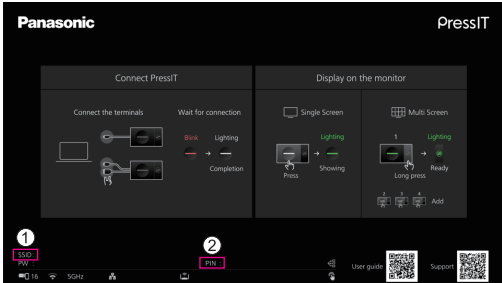 Panasonic
PressIT
Connect PressIT
Display on the monitor
Connect the terminals
Wait for connection
Blink
Lighting
Completion
Single Screen
Lighting
Press
Showing
Multi Screen
1
Lighting
Long press
Ready
2 3 4
Add
1
SSID:
PW :
2
PIN :
16
5GHz
User guide
Support